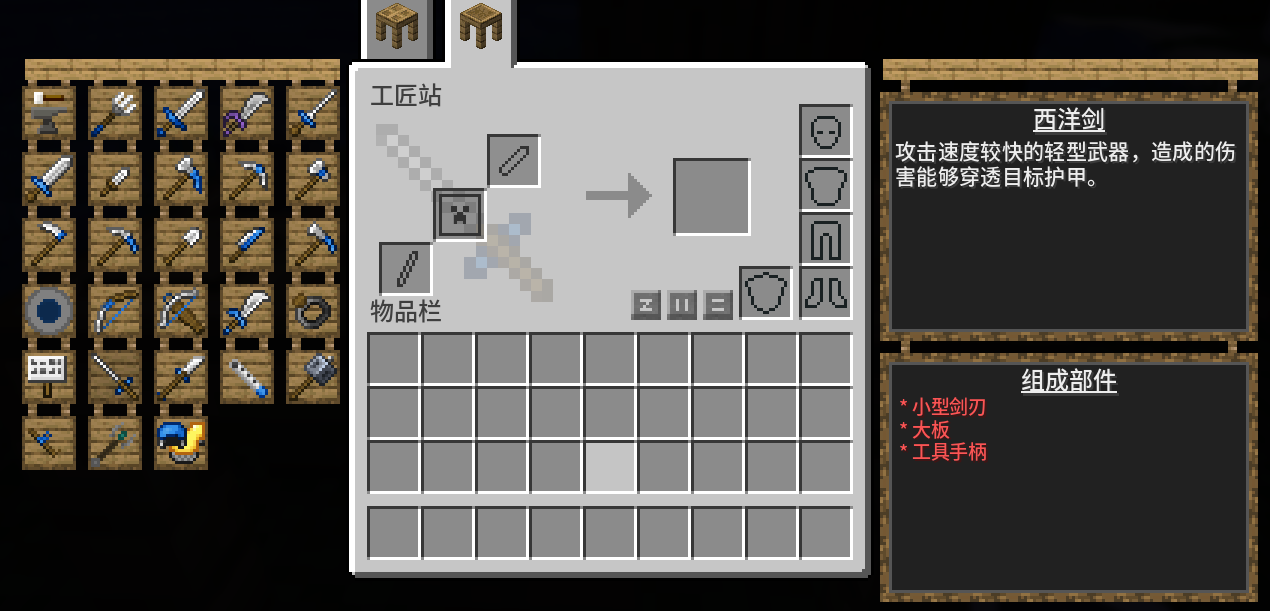 工匠站
物品栏
西洋剑
攻击速度较快的轻型武器，造成的伤
害能够穿透目标护甲。
组成部件
* 小型剑刃
* 大板
* 工具手柄